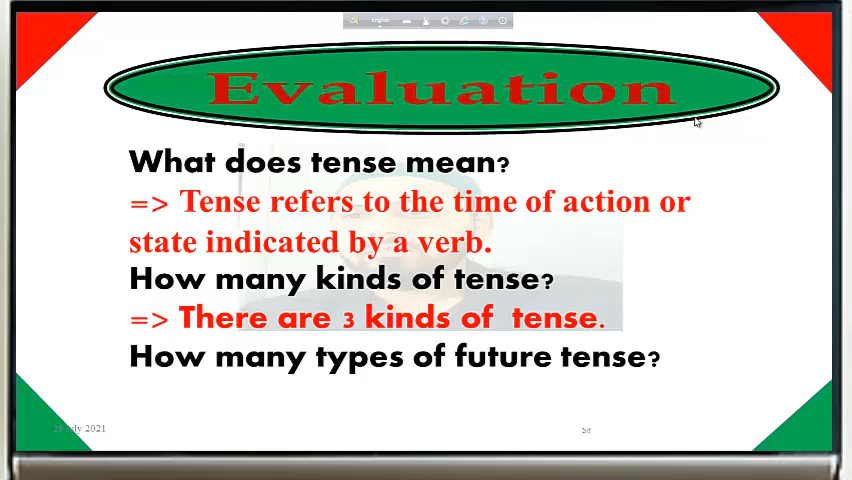 English
Evaluation
What does tense mean?
=> Tense refers to the time of action or
state indicated by a verb.
How many kinds of tense?
=> There are 3 kinds of tense.
How many types of future tense?
July 2021